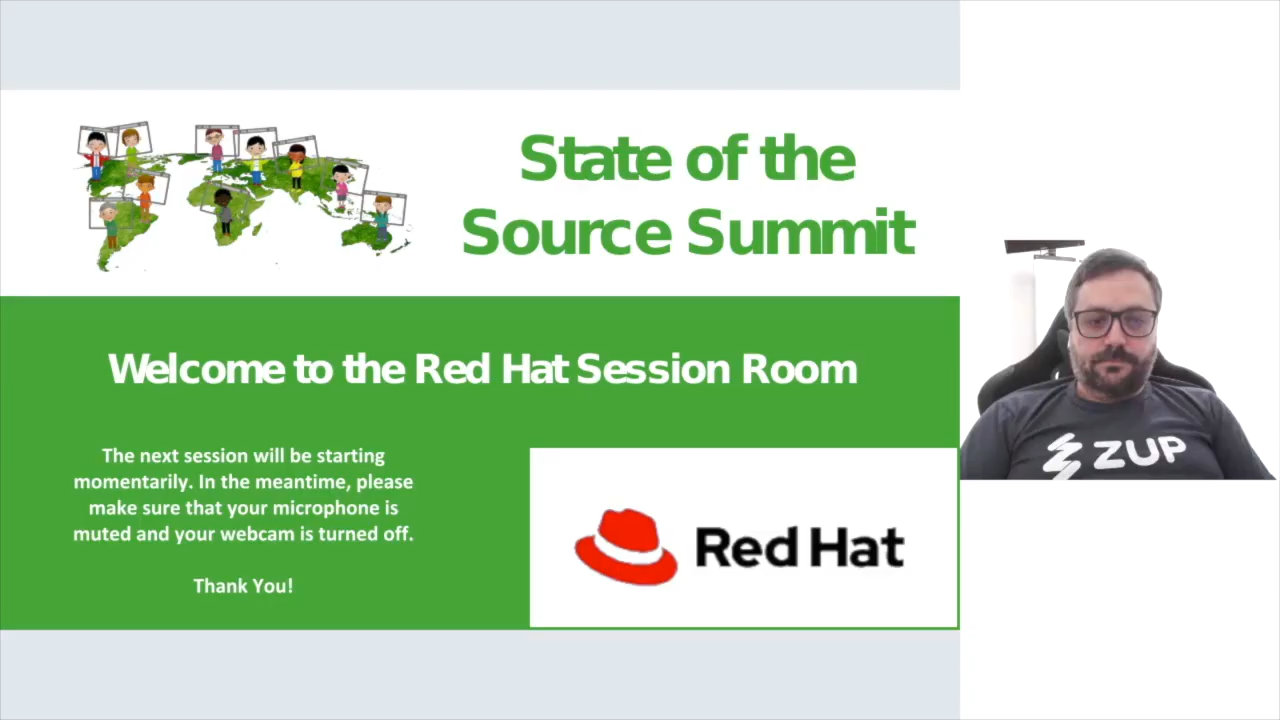 State of the
Source Summit
Welcome to the Red Hat Session Room
The next session will be starting
momentarily. In the meantime, please
make sure that your microphone is
muted and your webcam is turned off.
Thank You!
Red Hat
ZUP